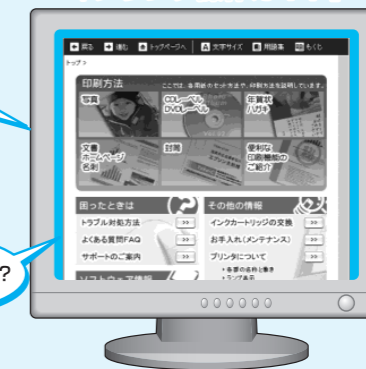 戻る 進む トップページへ 文字サイズ 用語集 もくじ
トップ >
印刷方法 ここでは、各用紙のセット方法や、印刷方法を説明しています。
写真 CDレーベル 年賀状
DVDレーベル ハガキ
文書 封筒 便利な
ホームページ 印刷機能の
名刺 ご紹介
困ったときは その他の情報
トラブル対処方法 >> インクカートリッジの交換 >>
よくある質問FAQ >> お手入れ(メンテナンス) >>
サポートのご案内 >> プリンタについて >>
・各部の名称と働き
ソフトウェア情報 ・ランプ表示
?